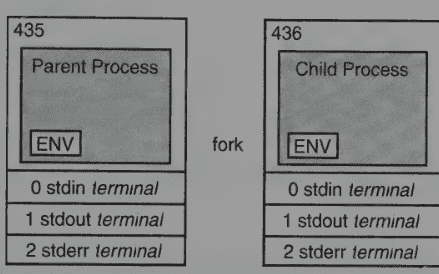 435
Parent Process
ENV
0 stdin terminal
1 stdout terminal
2 stderr terminal
fork
436
Child Process
ENV
0 stdin terminal
1 stdout terminal
2 stderr terminal